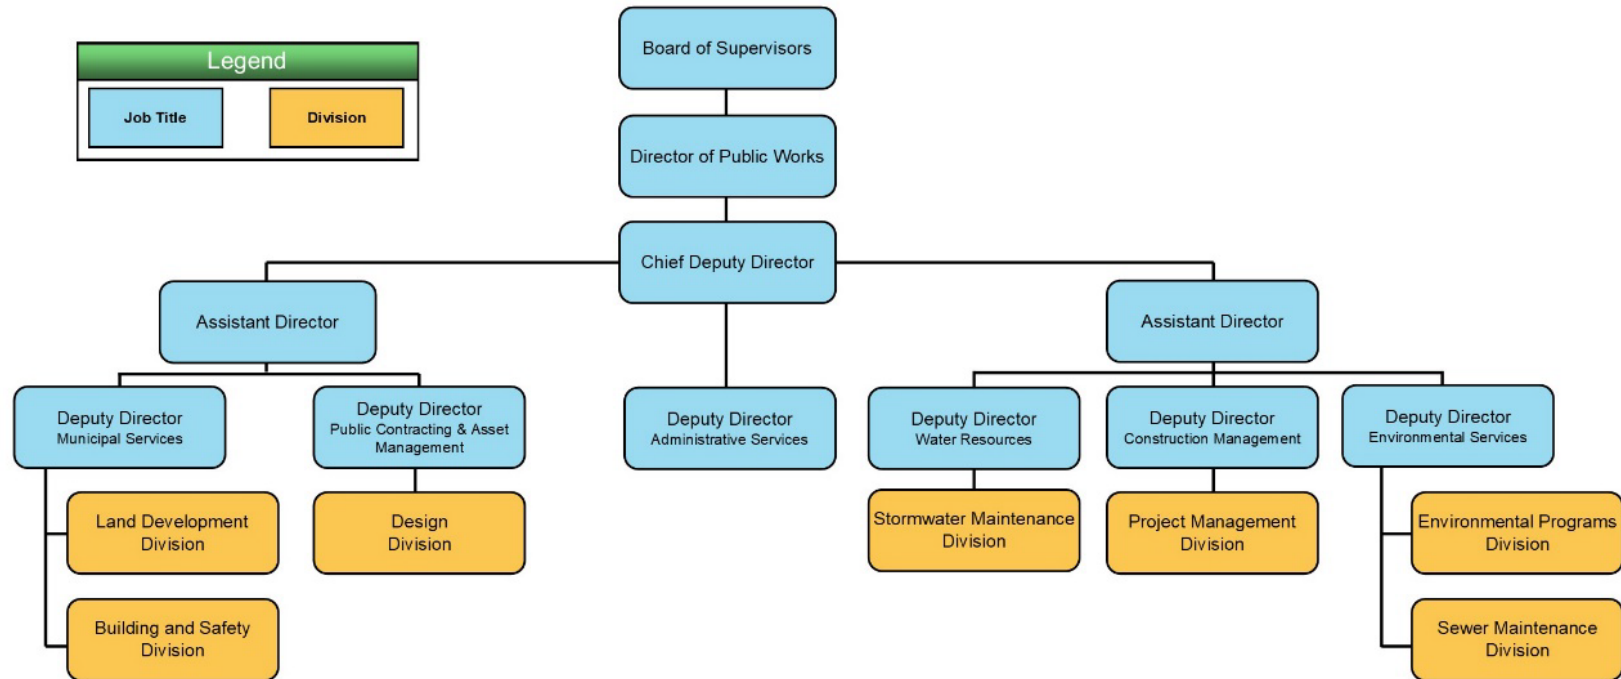 Legend
Job Title
Division
Board of Supervisors
Director of Public Works
Chief Deputy Director
Assistant Director
Assistant Director
Deputy Director
Municipal Services
Deputy Director
Public Contracting & Asset
Management
Deputy Director
Administrative Services
Deputy Director
Water Resources
Deputy Director
Construction Management
Deputy Director
Environmental Services
Land Development
Division
Design
Division
Stormwater Maintenance
Division
Project Management
Division
Environmental Programs
Division
Building and Safety
Division
Sewer Maintenance
Division